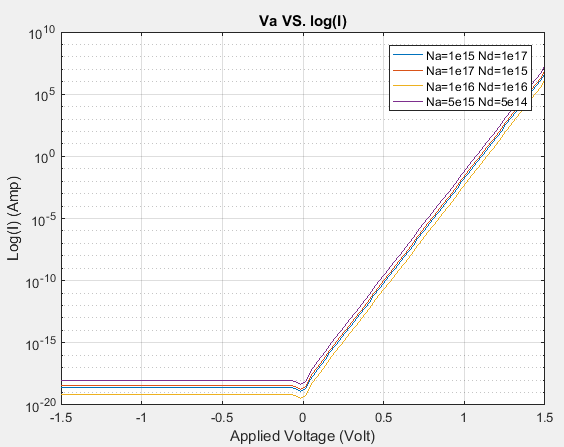 Va VS. log(I)
10^10
10^5
10^0
10^-5
10^-10
10^-15
10^-20
Log(I) (Amp)
Na=1e15 Nd=1e17
Na=1e17 Nd=1e15
Na=1e16 Nd=1e16
Na=5e15 Nd=5e14
-1.5
-1
-0.5
0
0.5
1
1.5
Applied Voltage (Volt)